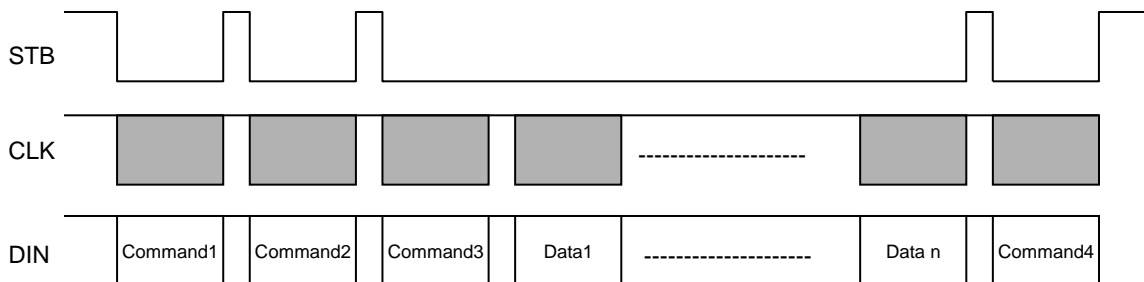 STB
CLK
DIN
Command1 Command2 Command3 Data1 Data n Command4